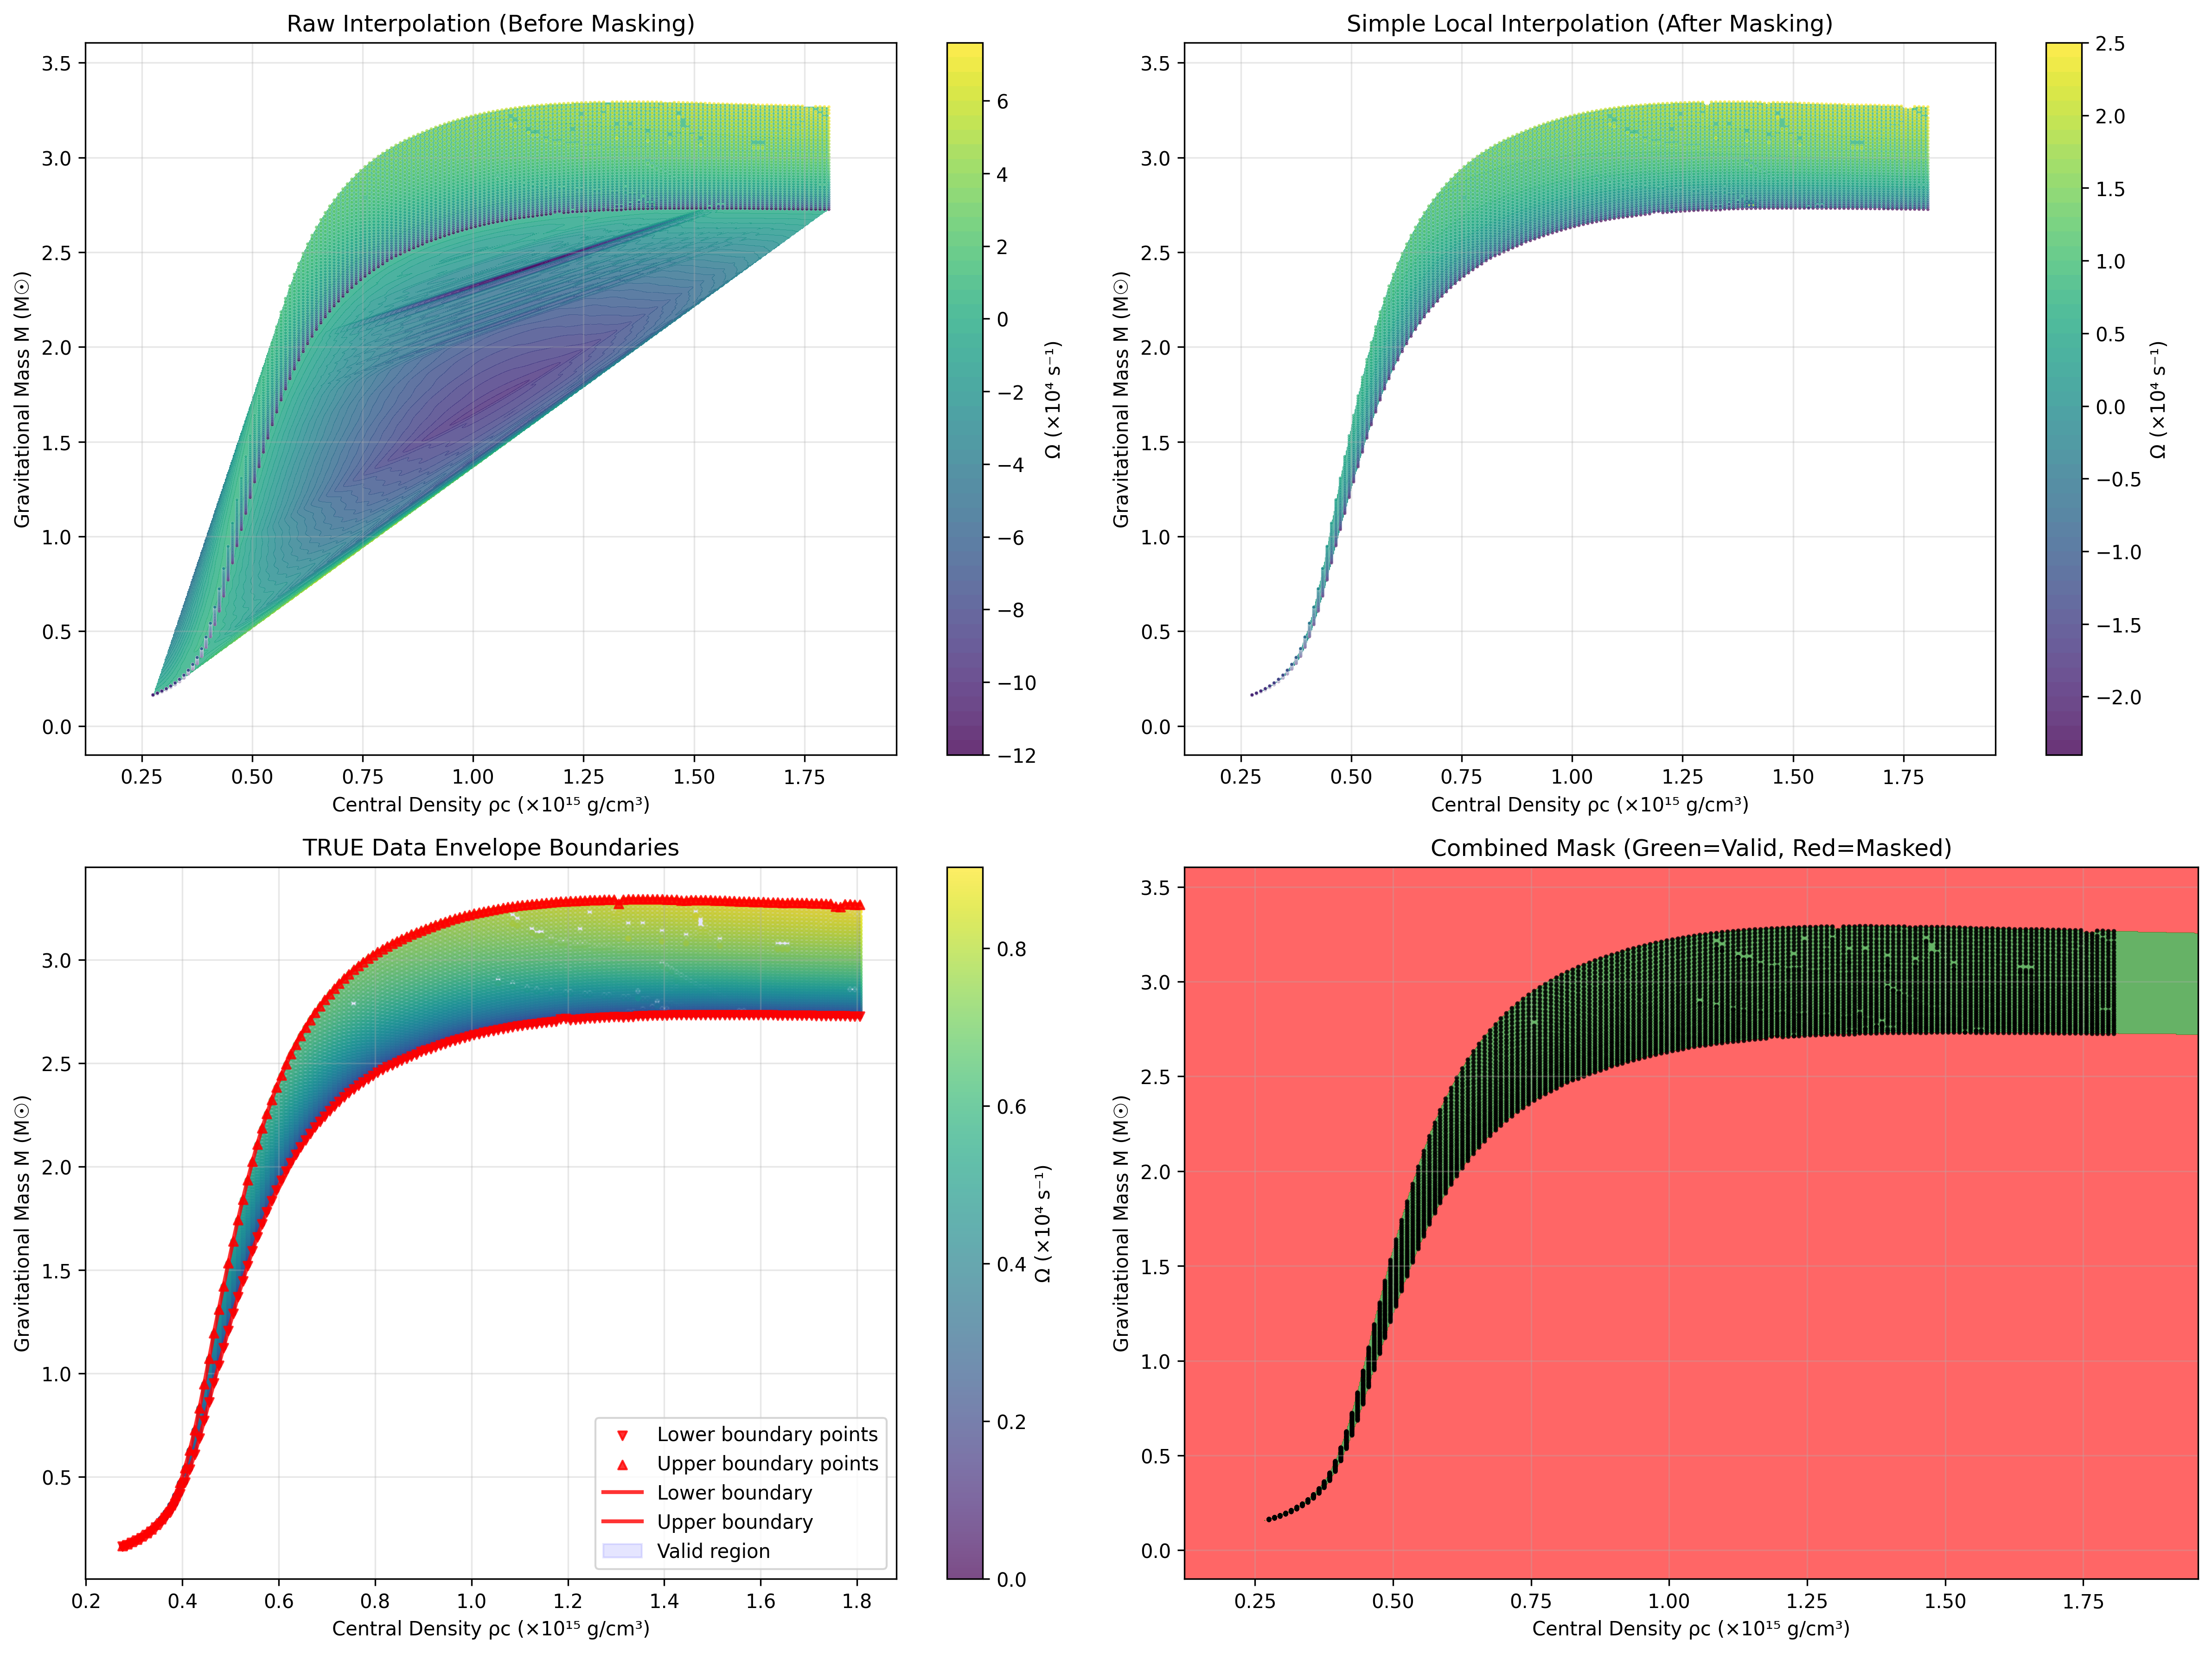 Raw Interpolation (Before Masking)
3.5
3.0
2.5
2.0
1.5
1.0
0.5
0.0
Gravitational Mass M (M☉)
0.25 0.50 0.75 1.00 1.25 1.50 1.75
Central Density ρc (×10¹⁵ g/cm³)
6
4
2
0
−2
−4
−6
−8
−10
−12
Ω (×10⁴ s⁻¹)
Simple Local Interpolation (After Masking)
3.5
3.0
2.5
2.0
1.5
1.0
0.5
0.0
Gravitational Mass M (M☉)
0.25 0.50 0.75 1.00 1.25 1.50 1.75
Central Density ρc (×10¹⁵ g/cm³)
2.5
2.0
1.5
1.0
0.5
0.0
−0.5
−1.0
−1.5
−2.0
Ω (×10⁴ s⁻¹)
TRUE Data Envelope Boundaries
3.0
2.5
2.0
1.5
1.0
0.5
Gravitational Mass M (M☉)
Lower boundary points
Upper boundary points
Lower boundary
Upper boundary
Valid region
0.2 0.4 0.6 0.8 1.0 1.2 1.4 1.6 1.8
Central Density ρc (×10¹⁵ g/cm³)
0.8
0.6
0.4
0.2
0.0
Ω (×10⁴ s⁻¹)
Combined Mask (Green=Valid, Red=Masked)
3.5
3.0
2.5
2.0
1.5
1.0
0.5
0.0
Gravitational Mass M (M☉)
0.25 0.50 0.75 1.00 1.25 1.50 1.75
Central Density ρc (×10¹⁵ g/cm³)